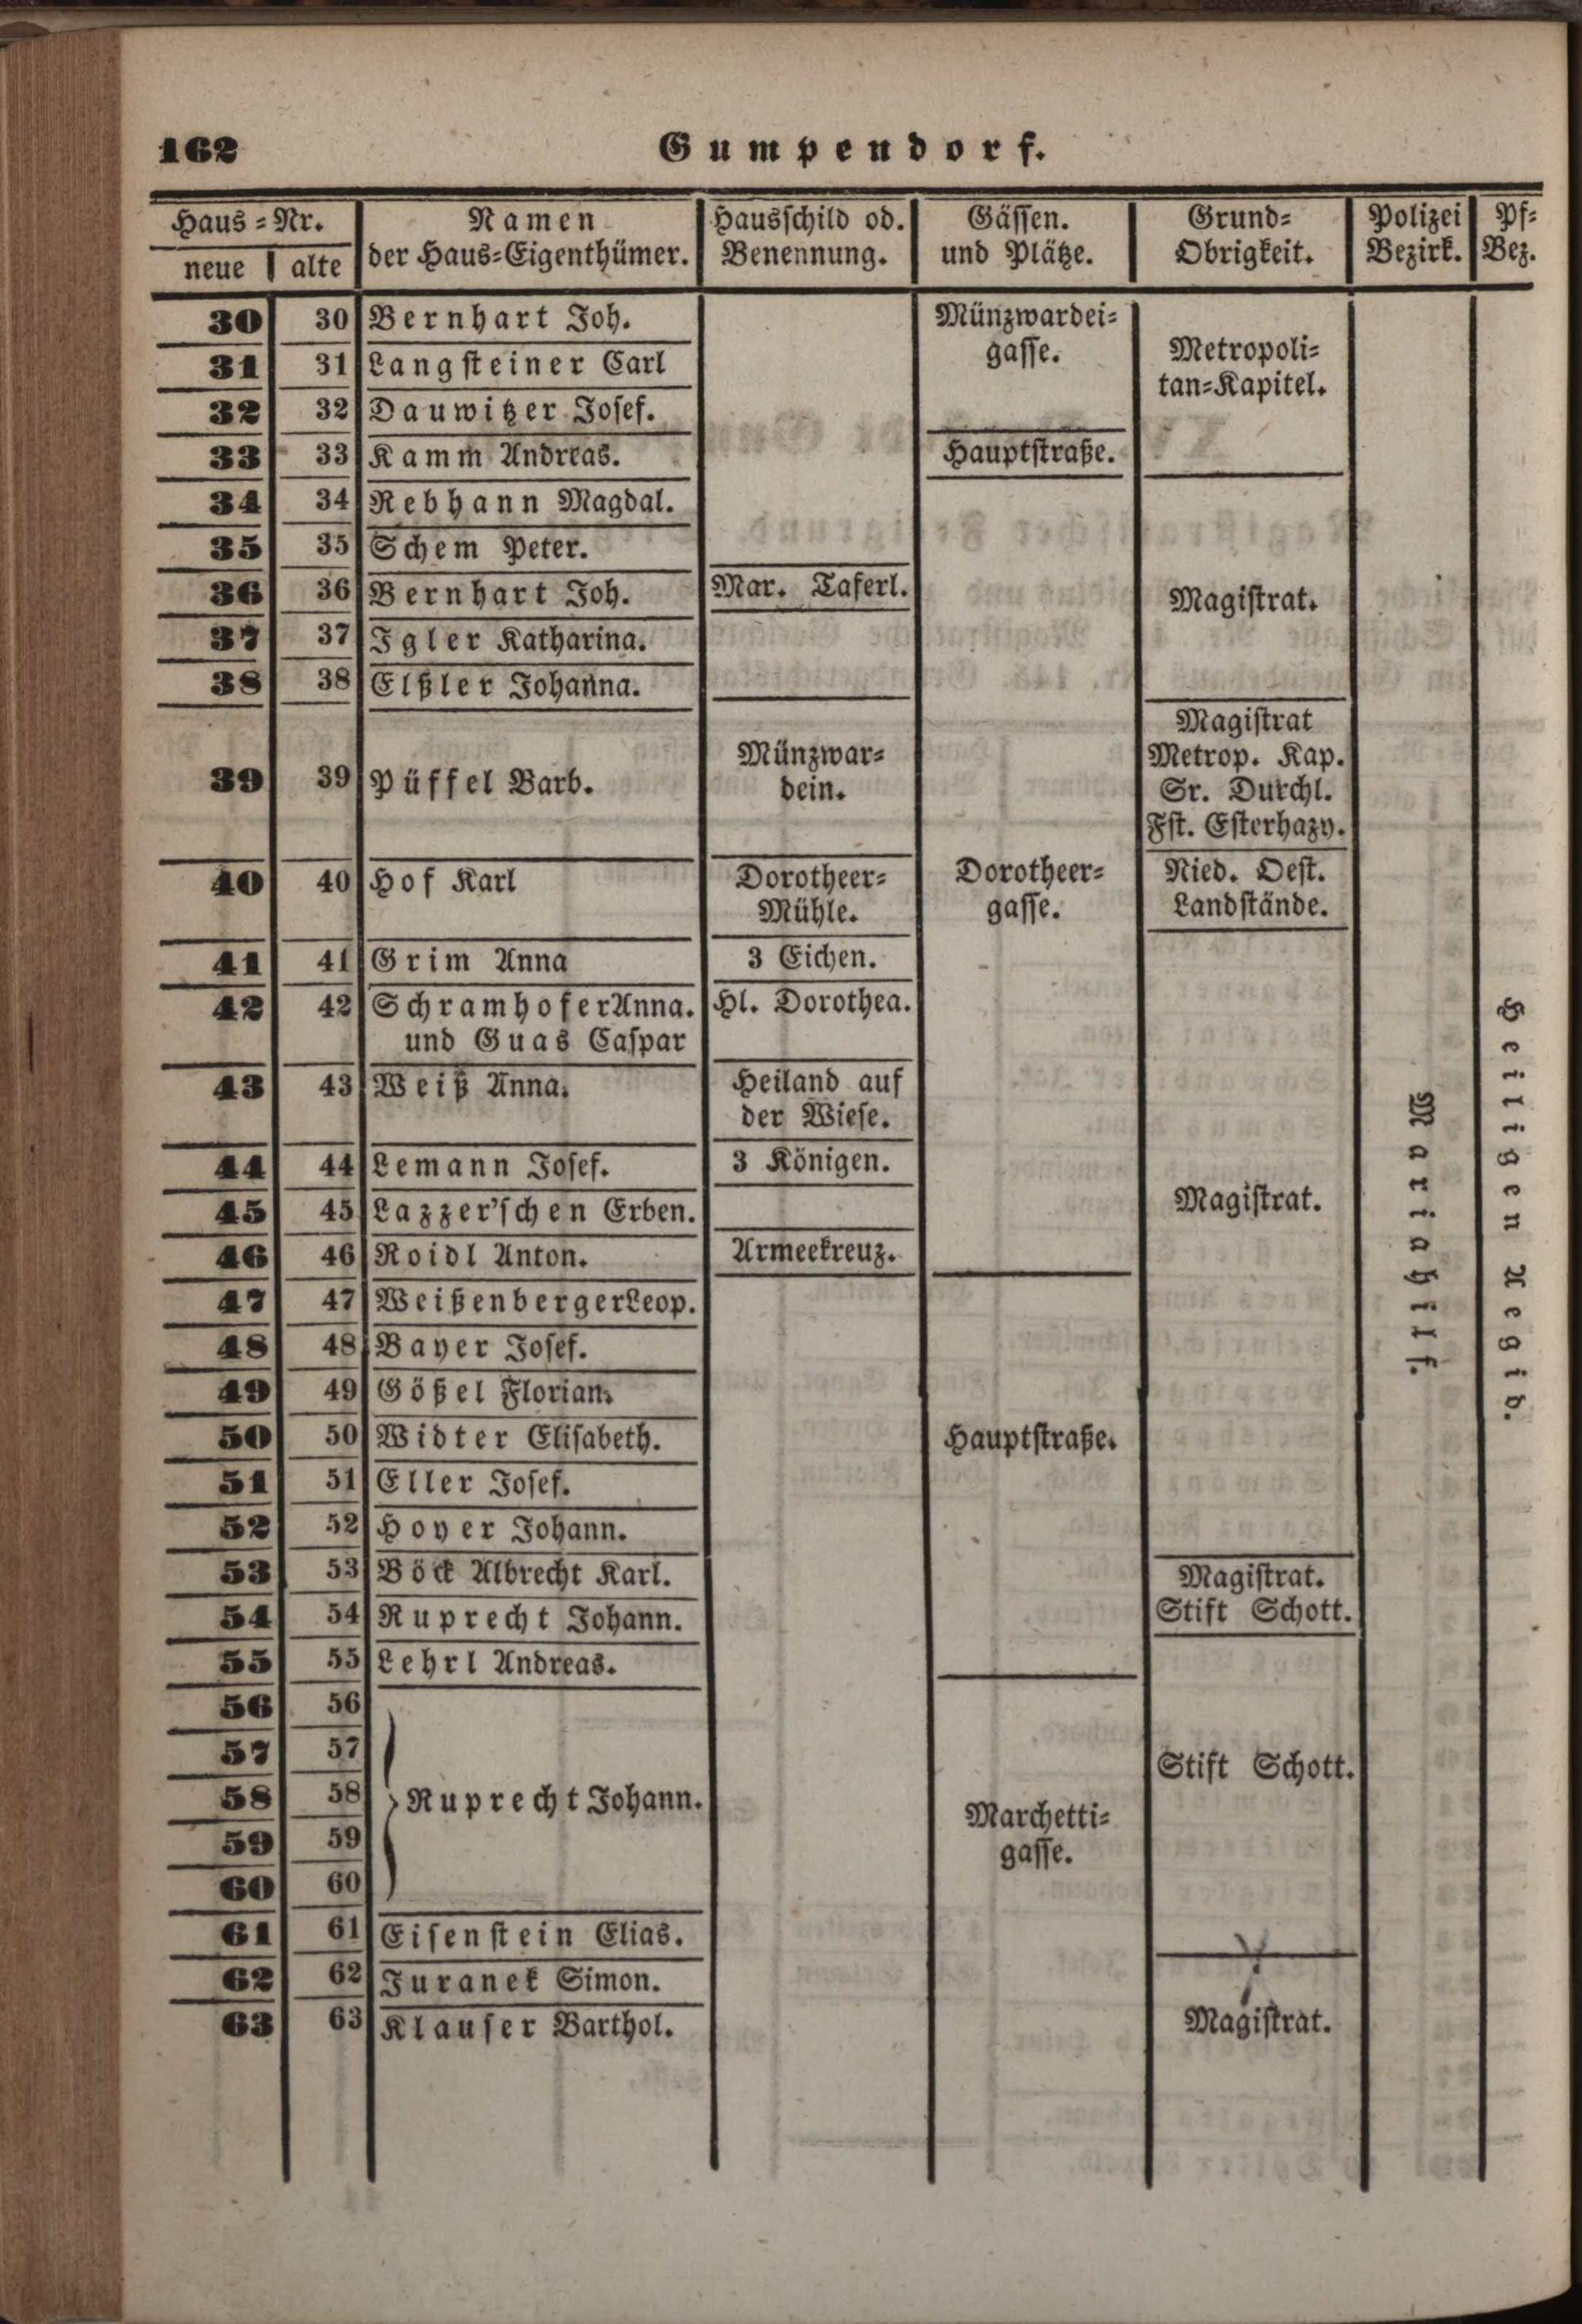 162 Gumpendorf.
Haus-Nr. Namen Hausschild od. Gässen. Grund- Polizei Pf-
neue alte der Haus-Eigenthümer. Benennung. und Plätze. Obrigkeit. Bezirk. Bez.
30 30 Bernhart Joh. Münzwardei-
31 31 Langsteiner Carl gasse. Metropoli-
tan-Kapitel.
32 32 Dauwitzer Josef.
33 33 Kamm Andreas. Hauptstraße.
34 34 Rebhann Magdal.
35 35 Schem Peter.
36 36 Bernhart Joh. Mar. Taferl. Magistrat.
37 37 Igler Katharina.
38 38 Elßler Johanna.
Magistrat
39 39 Püffel Barb. Münzwar- Metrop. Kap.
dein. Sr. Durchl.
Fst. Esterhazy.
40 40 Hof Karl Dorotheer- Dorotheer- Nied. Oest.
Mühle. gasse. Landstände.
41 41 Grim Anna 3 Eichen.
42 42 Schramhofer Anna. Hl. Dorothea.
und Guas Caspar
43 43 Weiß Anna. Heiland auf
der Wiese.
44 44 Lemann Josef. 3 Königen.
45 45 Lazzer'schen Erben. Magistrat.
46 46 Roidl Anton. Armeekreuz.
47 47 Weißenberger Leop.
48 48 Bayer Josef.
49 49 Gößel Florian.
50 50 Widter Elisabeth. Hauptstraße.
51 51 Eller Josef.
52 52 Hoyer Johann.
53 53 Böck Albrecht Karl. Magistrat.
54 54 Ruprecht Johann. Stift Schott.
55 55 Lehrl Andreas.
56 56
57 57 Stift Schott.
58 58 Ruprecht Johann. Marchetti-
59 59 gasse.
60 60
61 61 Eisenstein Elias.
62 62 Juranek Simon.
63 63 Klauser Barthol. Magistrat.
Mariahilf.
Heiligen Aegid.